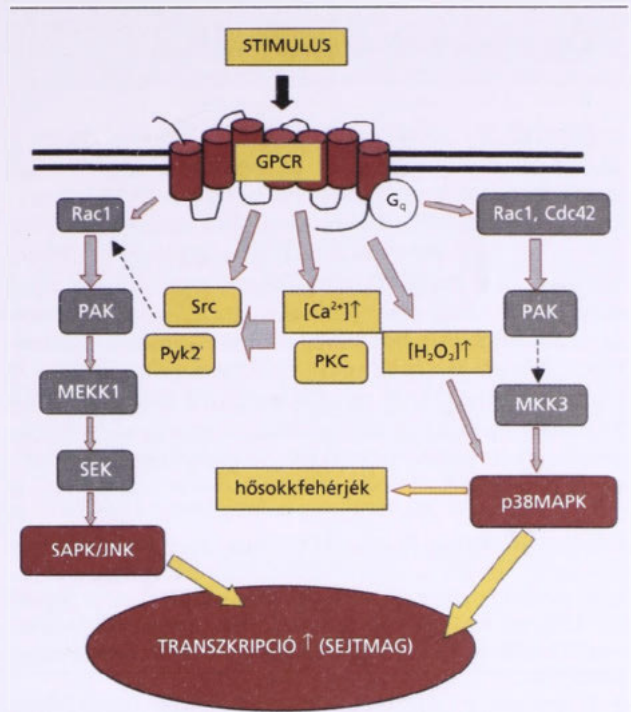 STIMULUS
GPCR
Gq
Rac1
Rac1, Cdc42
Src
[Ca²⁺]↑
PAK
PAK
Pyk2
PKC
[H₂O₂]↑
MEKK1
MKK3
SEK
hősokkfehérjék
p38MAPK
SAPK/JNK
TRANSZKRIPCIÓ ↑ (SEJTMAG)